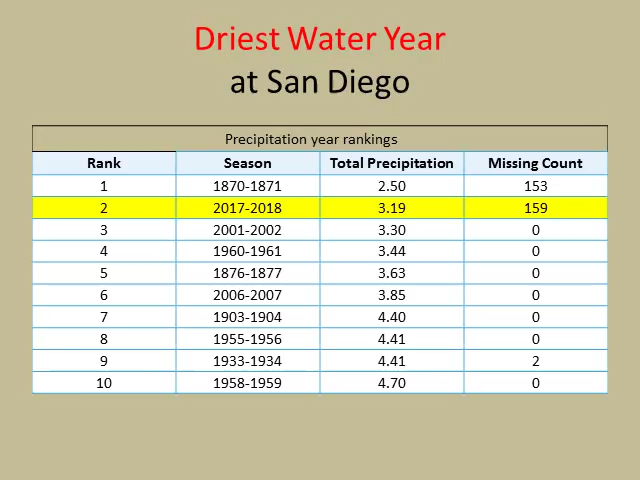 Driest Water Year
at San Diego
Precipitation year rankings
Rank Season Total Precipitation Missing Count
1 1870-1871 2.50 153
2 2017-2018 3.19 159
3 2001-2002 3.30 0
4 1960-1961 3.44 0
5 1876-1877 3.63 0
6 2006-2007 3.85 0
7 1903-1904 4.40 0
8 1955-1956 4.41 0
9 1933-1934 4.41 2
10 1958-1959 4.70 0